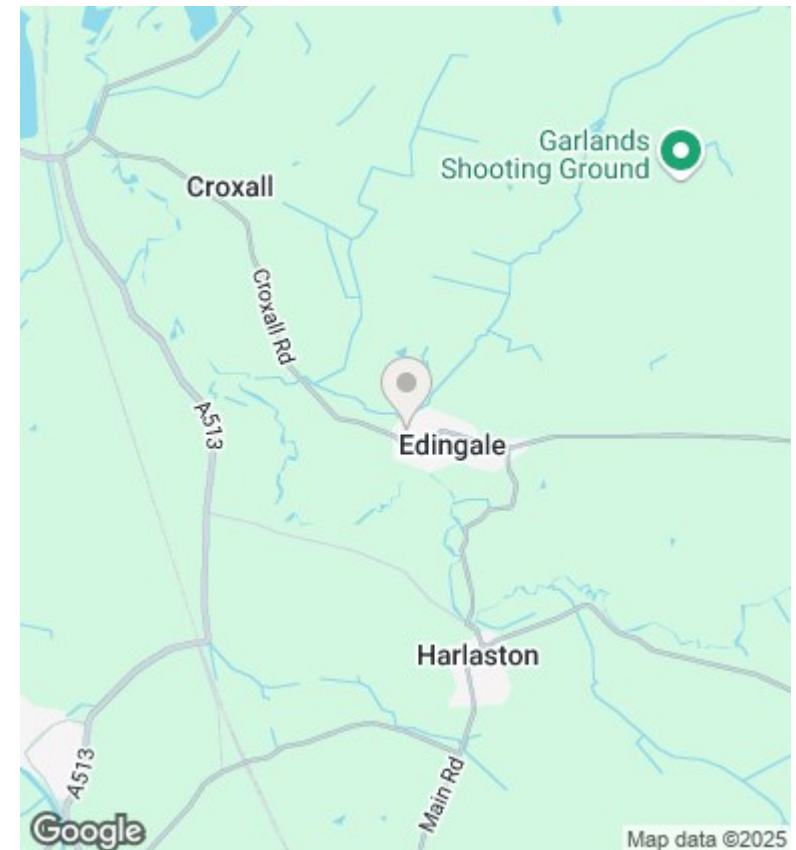 Garlands
Shooting Ground
Croxall
Croxall Rd
A513
Edingale
Harlaston
A513
Main Rd
Google
Map data ©2025